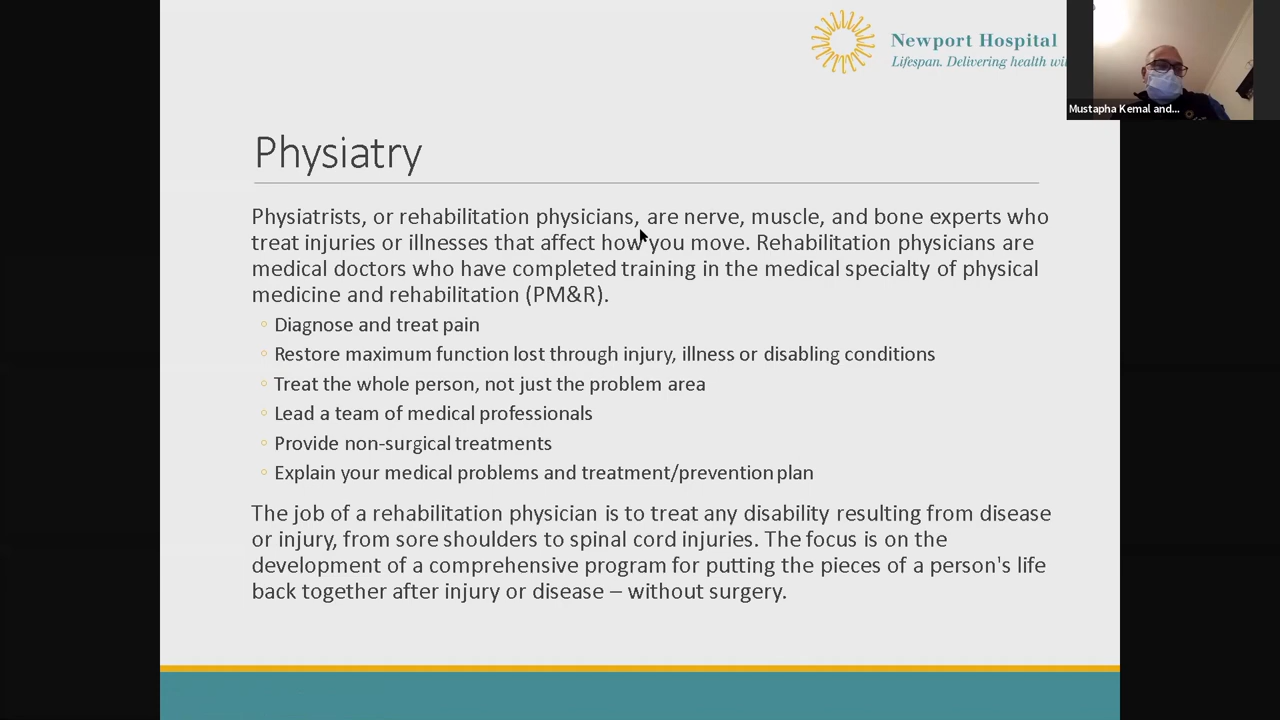 Newport Hospital
Lifespan. Delivering health
Mustapha Kemal and...
Physiatry
Physiatrists, or rehabilitation physicians, are nerve, muscle, and bone experts who
treat injuries or illnesses that affect how you move. Rehabilitation physicians are
medical doctors who have completed training in the medical specialty of physical
medicine and rehabilitation (PM&R).
◦ Diagnose and treat pain
◦ Restore maximum function lost through injury, illness or disabling conditions
◦ Treat the whole person, not just the problem area
◦ Lead a team of medical professionals
◦ Provide non-surgical treatments
◦ Explain your medical problems and treatment/prevention plan
The job of a rehabilitation physician is to treat any disability resulting from disease
or injury, from sore shoulders to spinal cord injuries. The focus is on the
development of a comprehensive program for putting the pieces of a person's life
back together after injury or disease – without surgery.